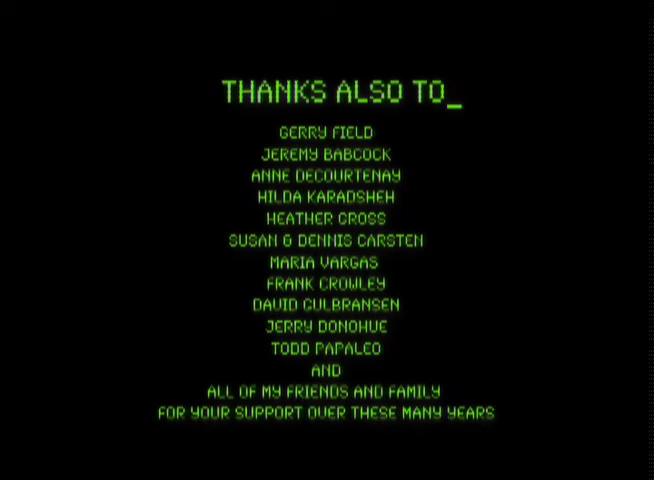 THANKS ALSO TO_
GERRY FIELD
JEREMY BABCOCK
ANNE DECOURTENAY
HILDA KARADSHEH
HEATHER GROSS
SUSAN & DENNIS CARSTEN
MARIA VARGAS
FRANK CROWLEY
DAVID GULBRANSEN
JERRY DONOHUE
TODD PAPALEO
AND
ALL OF MY FRIENDS AND FAMILY
FOR YOUR SUPPORT OVER THESE MANY YEARS